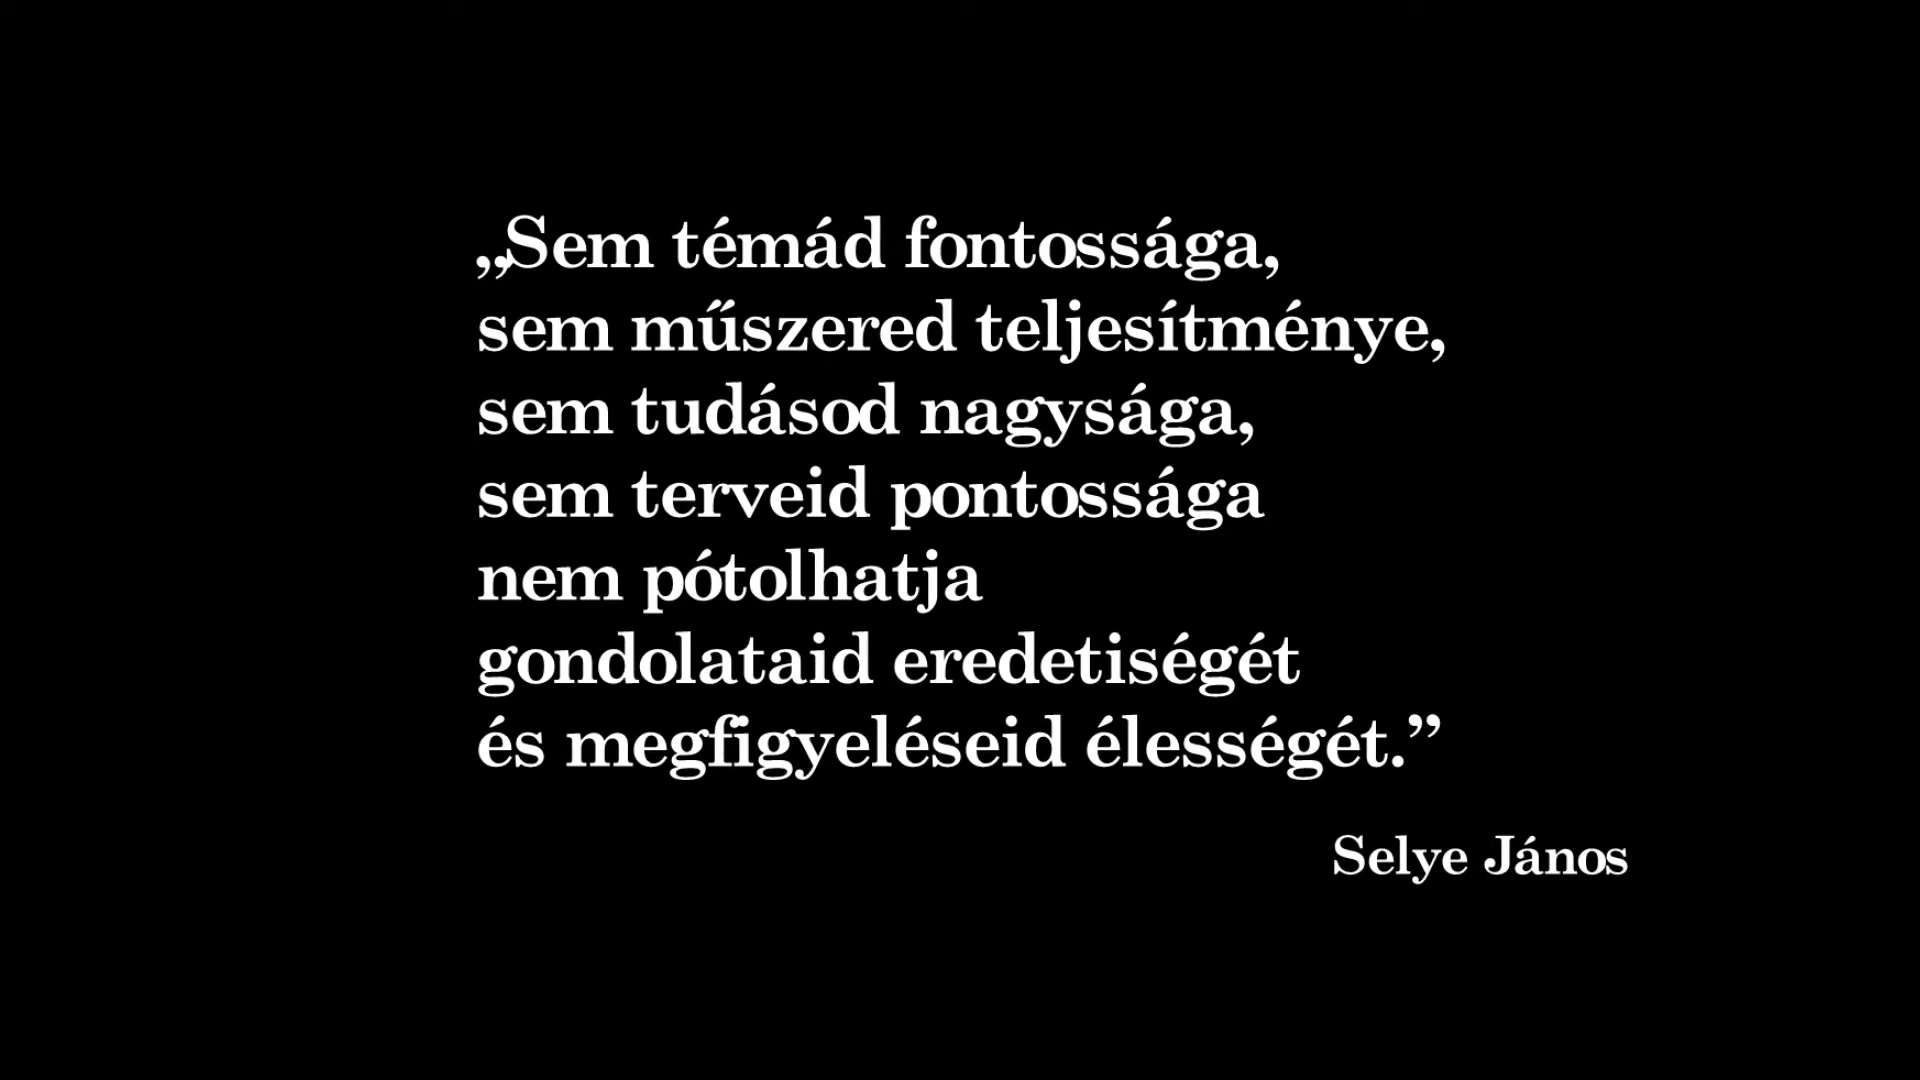 „Sem témád fontossága,
sem műszered teljesítménye,
sem tudásod nagysága,
sem terveid pontossága
nem pótolhatja
gondolataid eredetiségét
és megfigyeléseid élességét.”
Selye János